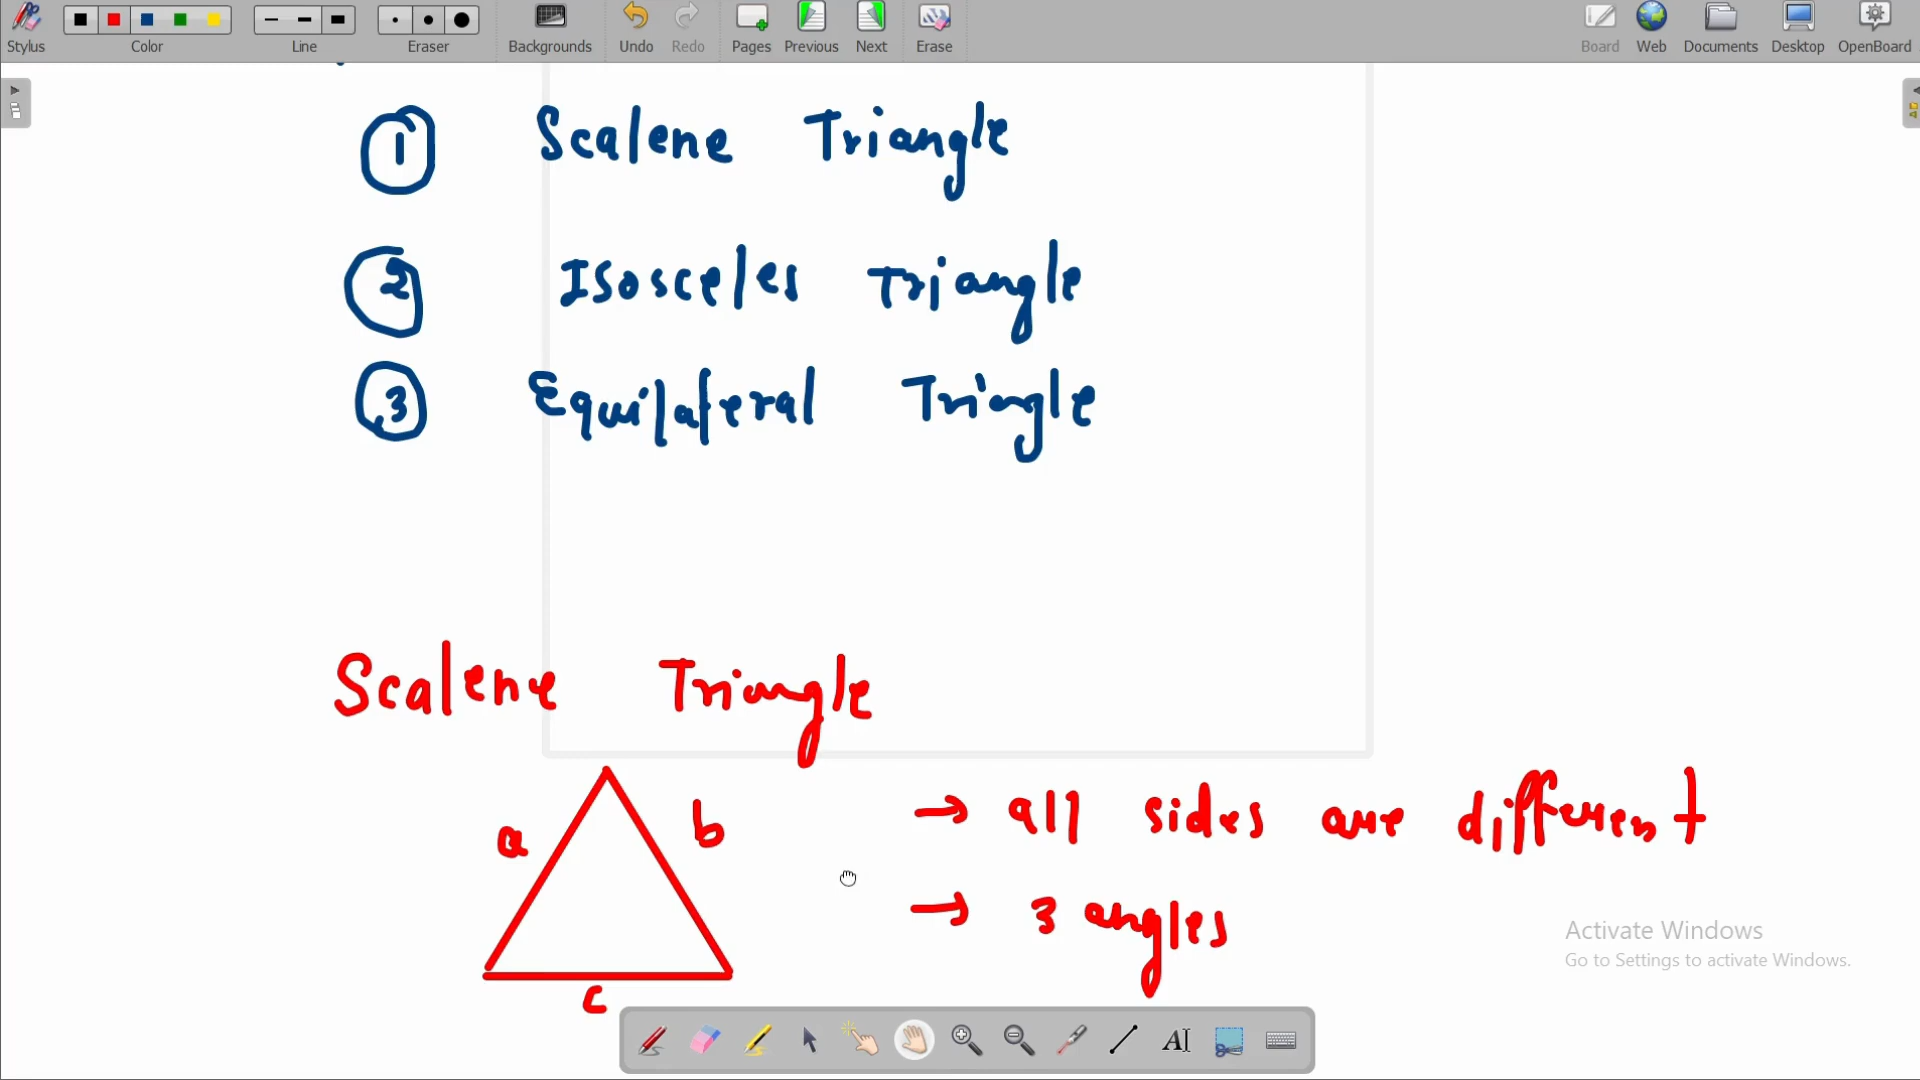 Stylus Color Line Eraser Backgrounds Undo Redo Pages Previous Next Erase Board Web Documents Desktop OpenBoard
1 Scalene Triangle
2 Isosceles Triangle
3 Equilateral Triangle
Scalene Triangle
a b
c
→ all sides are different
→ 3 angles
Activate Windows
Go to Settings to activate Windows.